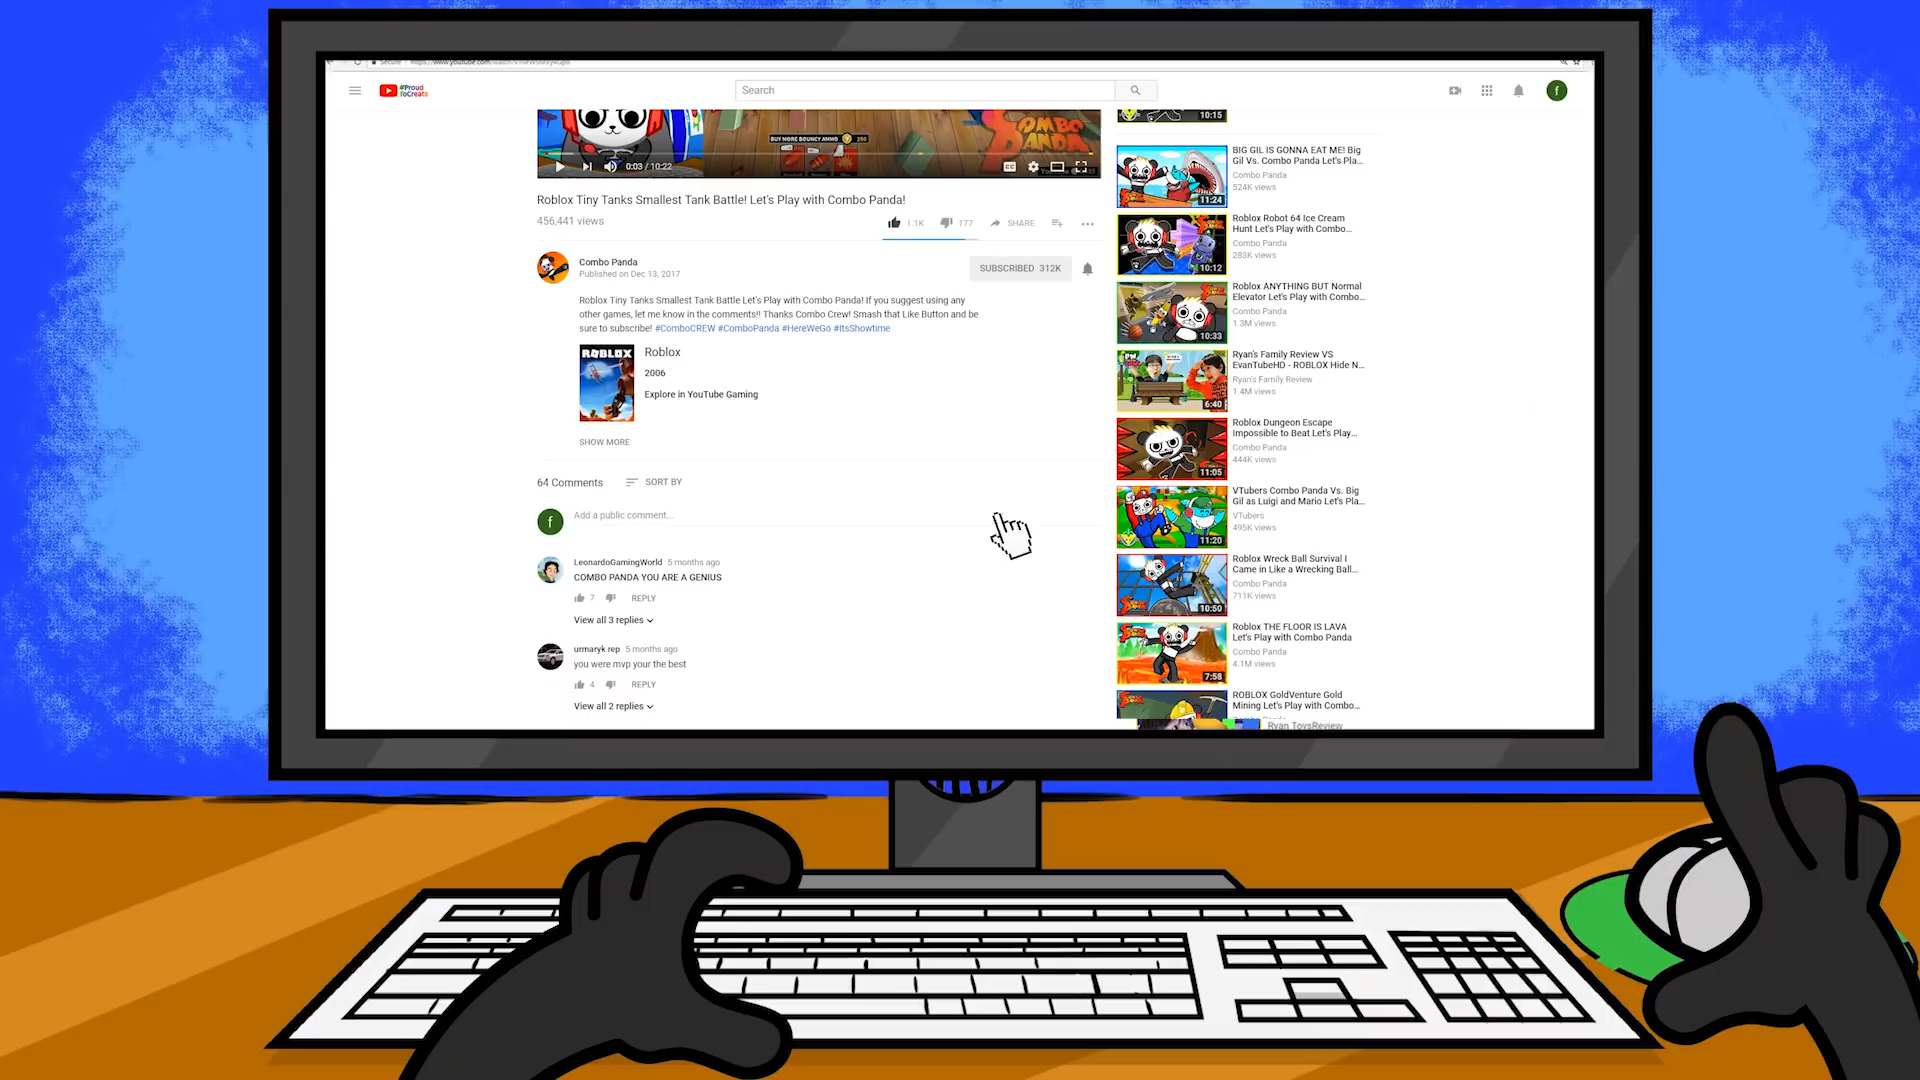 Secure
#Proud
ToCreate
Search
f
BUY MORE BOUNCY AMMO 250
COMBO
PANDA
0:03 / 10:22
CC
Roblox Tiny Tanks Smallest Tank Battle! Let's Play with Combo Panda!
456,441 views
1.1K
177
SHARE
Combo Panda
Published on Dec 13, 2017
SUBSCRIBED 312K
Roblox Tiny Tanks Smallest Tank Battle Let's Play with Combo Panda! If you suggest using any
other games, let me know in the comments!! Thanks Combo Crew! Smash that Like Button and be
sure to subscribe! #ComboCREW #ComboPanda #HereWeGo #ItsShowtime
ROBLOX
Roblox
2006
Explore in YouTube Gaming
SHOW MORE
64 Comments
SORT BY
f
Add a public comment...
LeonardoGamingWorld 5 months ago
COMBO PANDA YOU ARE A GENIUS
7
REPLY
View all 3 replies
urmaryk rep 5 months ago
you were mvp your the best
4
REPLY
View all 2 replies
10:15
BIG GIL IS GONNA EAT ME! Big
Gil Vs. Combo Panda Let's Pla...
Combo Panda
524K views
11:24
Roblox Robot 64 Ice Cream
Hunt Let's Play with Combo...
Combo Panda
283K views
10:12
Roblox ANYTHING BUT Normal
Elevator Let's Play with Combo...
Combo Panda
1.3M views
10:33
Ryan's Family Review VS
EvanTubeHD - ROBLOX Hide N...
Ryan's Family Review
1.4M views
6:40
Roblox Dungeon Escape
Impossible to Beat Let's Play...
Combo Panda
444K views
11:05
VTubers Combo Panda Vs. Big
Gil as Luigi and Mario Let's Pla...
VTubers
495K views
11:20
Roblox Wreck Ball Survival I
Came in Like a Wrecking Ball...
Combo Panda
711K views
10:50
Roblox THE FLOOR IS LAVA
Let's Play with Combo Panda
Combo Panda
4.1M views
7:58
ROBLOX GoldVenture Gold
Mining Let's Play with Combo...
Ryan ToysReview